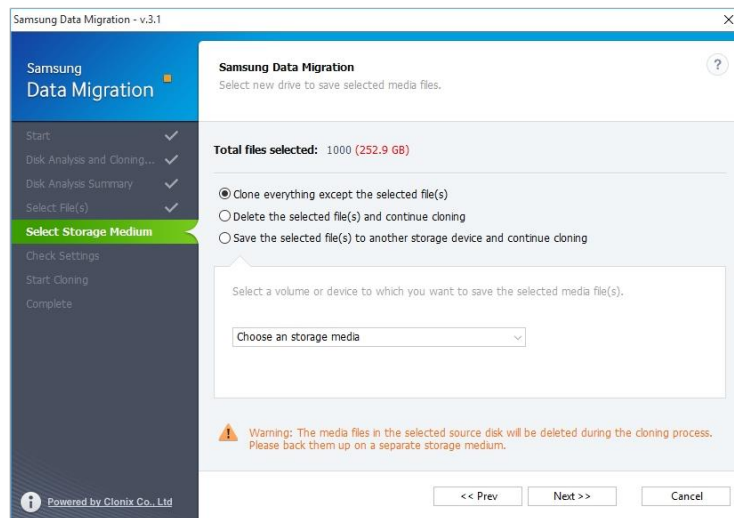 Samsung Data Migration - v.3.1
Samsung
Data Migration
Start
Disk Analysis and Cloning...
Disk Analysis Summary
Select File(s)
Select Storage Medium
Check Settings
Start Cloning
Complete
Powered by Clonix Co., Ltd
Samsung Data Migration
Select new drive to save selected media files.
?
Total files selected: 1000 (252.9 GB)
Clone everything except the selected file(s)
Delete the selected file(s) and continue cloning
Save the selected file(s) to another storage device and continue cloning
Select a volume or device to which you want to save the selected media file(s).
Choose an storage media
Warning: The media files in the selected source disk will be deleted during the cloning process.
Please back them up on a separate storage medium.
<< Prev
Next >>
Cancel